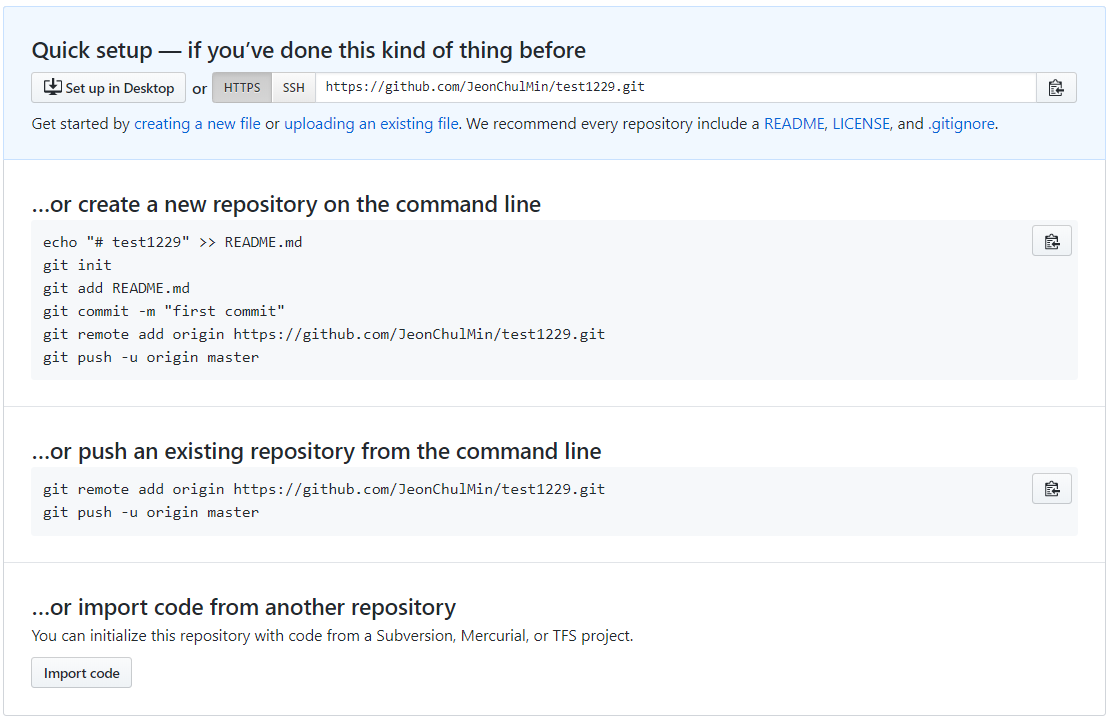 Quick setup — if you’ve done this kind of thing before
Set up in Desktop or HTTPS SSH https://github.com/JeonChulMin/test1229.git
Get started by creating a new file or uploading an existing file. We recommend every repository include a README, LICENSE, and .gitignore.
…or create a new repository on the command line
echo "# test1229" >> README.md
git init
git add README.md
git commit -m "first commit"
git remote add origin https://github.com/JeonChulMin/test1229.git
git push -u origin master
…or push an existing repository from the command line
git remote add origin https://github.com/JeonChulMin/test1229.git
git push -u origin master
…or import code from another repository
You can initialize this repository with code from a Subversion, Mercurial, or TFS project.
Import code